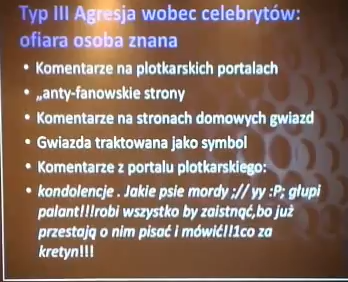 Typ III Agresja wobec celebrytów:
ofiara osoba znana
• Komentarze na plotkarskich portalach
• „anty-fanowskie strony
• Komentarze na stronach domowych gwiazd
• Gwiazda traktowana jako symbol
• Komentarze z portalu plotkarskiego:
• kondolencje . Jakie psie mordy ;// yy :P; głupi
palant!!!robi wszystko by zaistnąć,bo już
przestają o nim pisać i mówić!!1co za
kretyn!!!